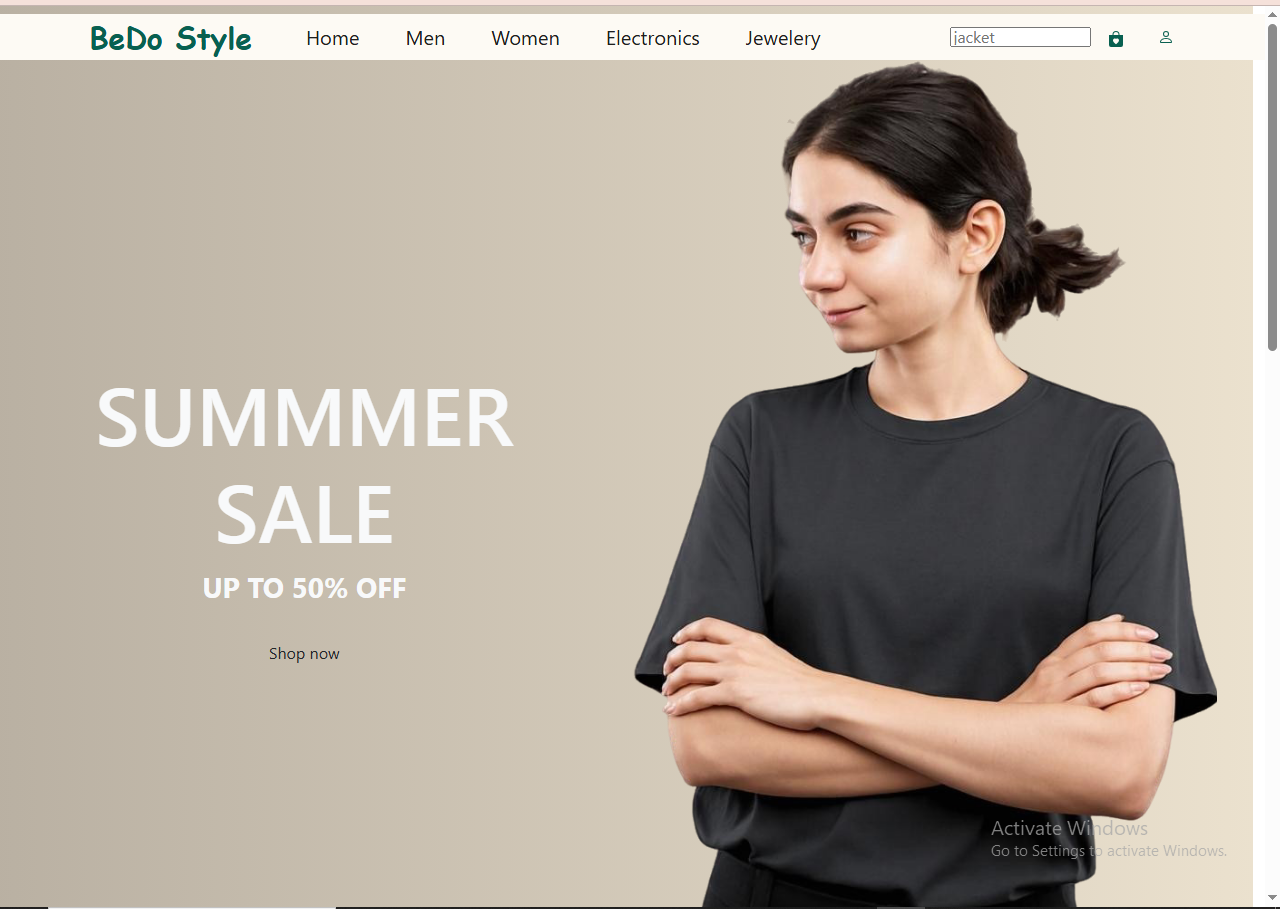 BeDo Style
Home Men Women Electronics Jewelery
jacket
SUMMMER
SALE
UP TO 50% OFF
Shop now
Activate Windows
Go to Settings to activate Windows.